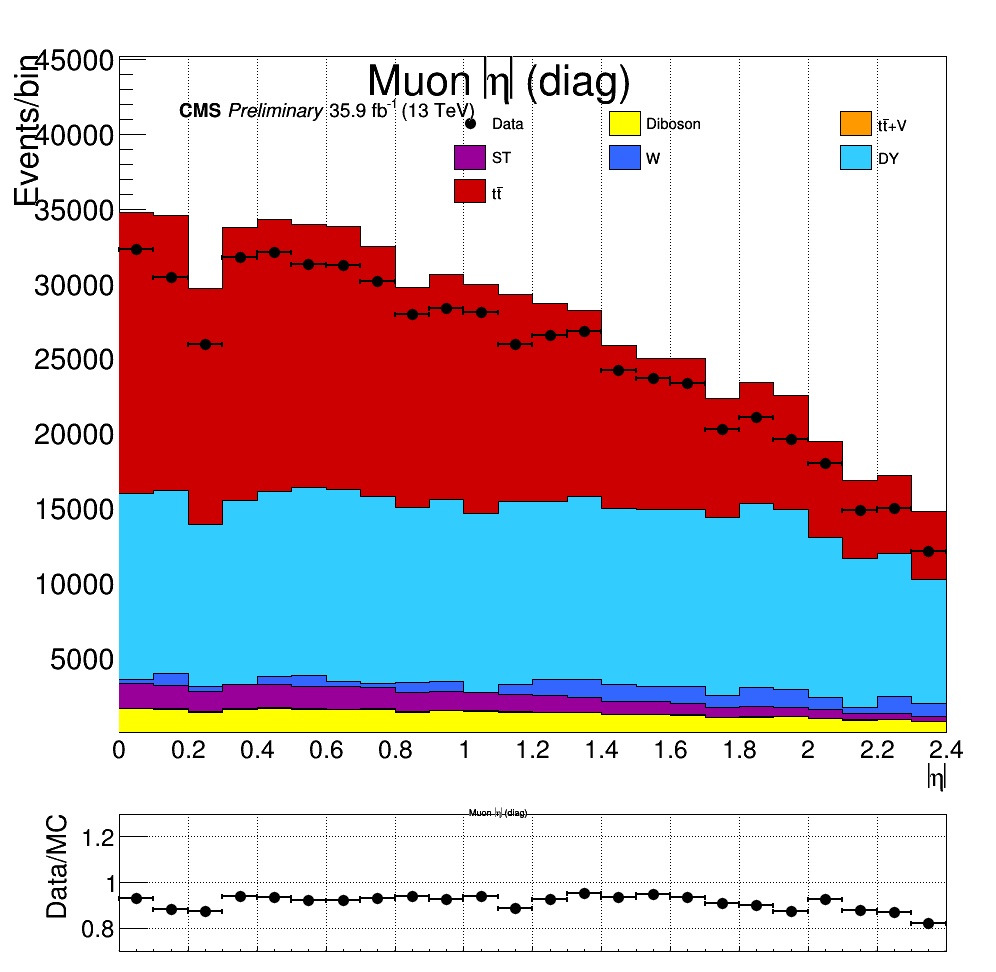 Muon |η| (diag)
CMS Preliminary 35.9 fb⁻¹ (13 TeV)
Events/bin
Data
Diboson
tt̄+V
ST
W
DY
tt̄
45000
40000
35000
30000
25000
20000
15000
10000
5000
0 0.2 0.4 0.6 0.8 1 1.2 1.4 1.6 1.8 2 2.2 2.4
|η|
Muon |η| (diag)
Data/MC
1.2
1
0.8